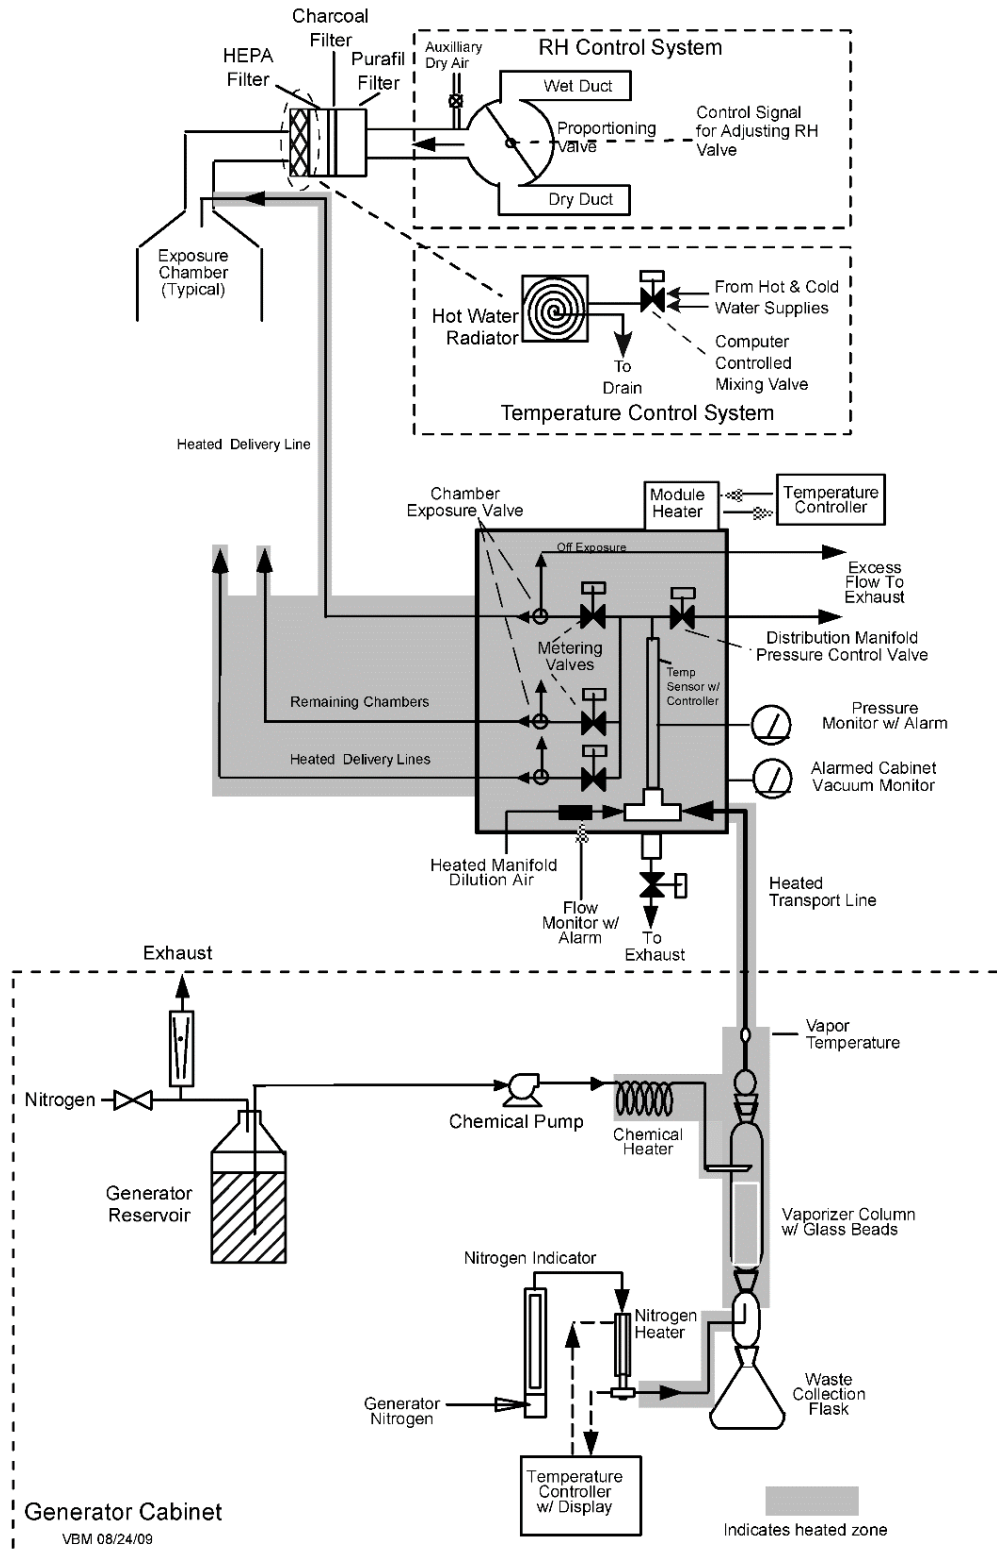 Charcoal
Filter
HEPA
Filter
Purafil
Filter
Auxilliary
Dry Air
RH Control System
Wet Duct
Proportioning
Valve
Control Signal
for Adjusting RH
Valve
Dry Duct
Exposure
Chamber
(Typical)
Hot Water
Radiator
From Hot & Cold
Water Supplies
To
Drain
Computer
Controlled
Mixing Valve
Temperature Control System
Heated Delivery Line
Chamber
Exposure Valve
Module
Heater
Temperature
Controller
Off Exposure
Excess
Flow To
Exhaust
Metering
Valves
Distribution Manifold
Pressure Control Valve
Temp
Sensor w/
Controller
Remaining Chambers
Pressure
Monitor w/ Alarm
Heated Delivery Lines
Alarmed Cabinet
Vacuum Monitor
Heated Manifold
Dilution Air
Flow
Monitor w/
Alarm
To
Exhaust
Heated
Transport Line
Exhaust
Vapor
Temperature
Nitrogen
Chemical Pump
Chemical
Heater
Generator
Reservoir
Vaporizer Column
w/ Glass Beads
Nitrogen Indicator
Nitrogen
Heater
Generator
Nitrogen
Waste
Collection
Flask
Temperature
Controller
w/ Display
Generator Cabinet
VBM 08/24/09
Indicates heated zone